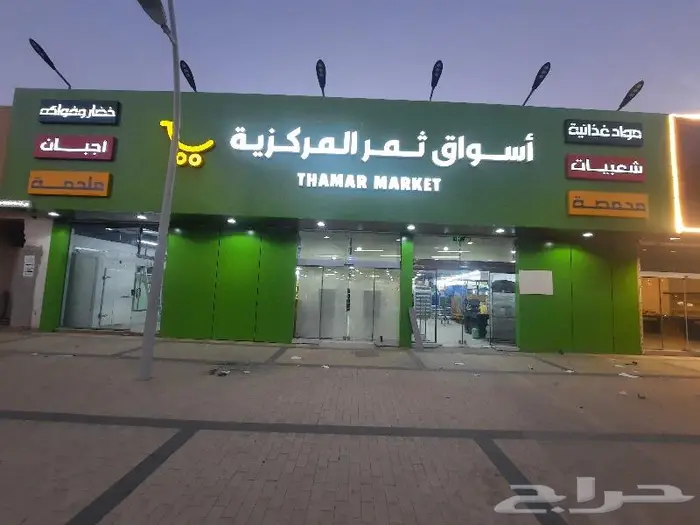 أسواق ثمر المركزية
THAMAR MARKET
مواد غذائية
شعبيات
محمصة
خضار وفواكه
اجبان
ملحمة
حراج